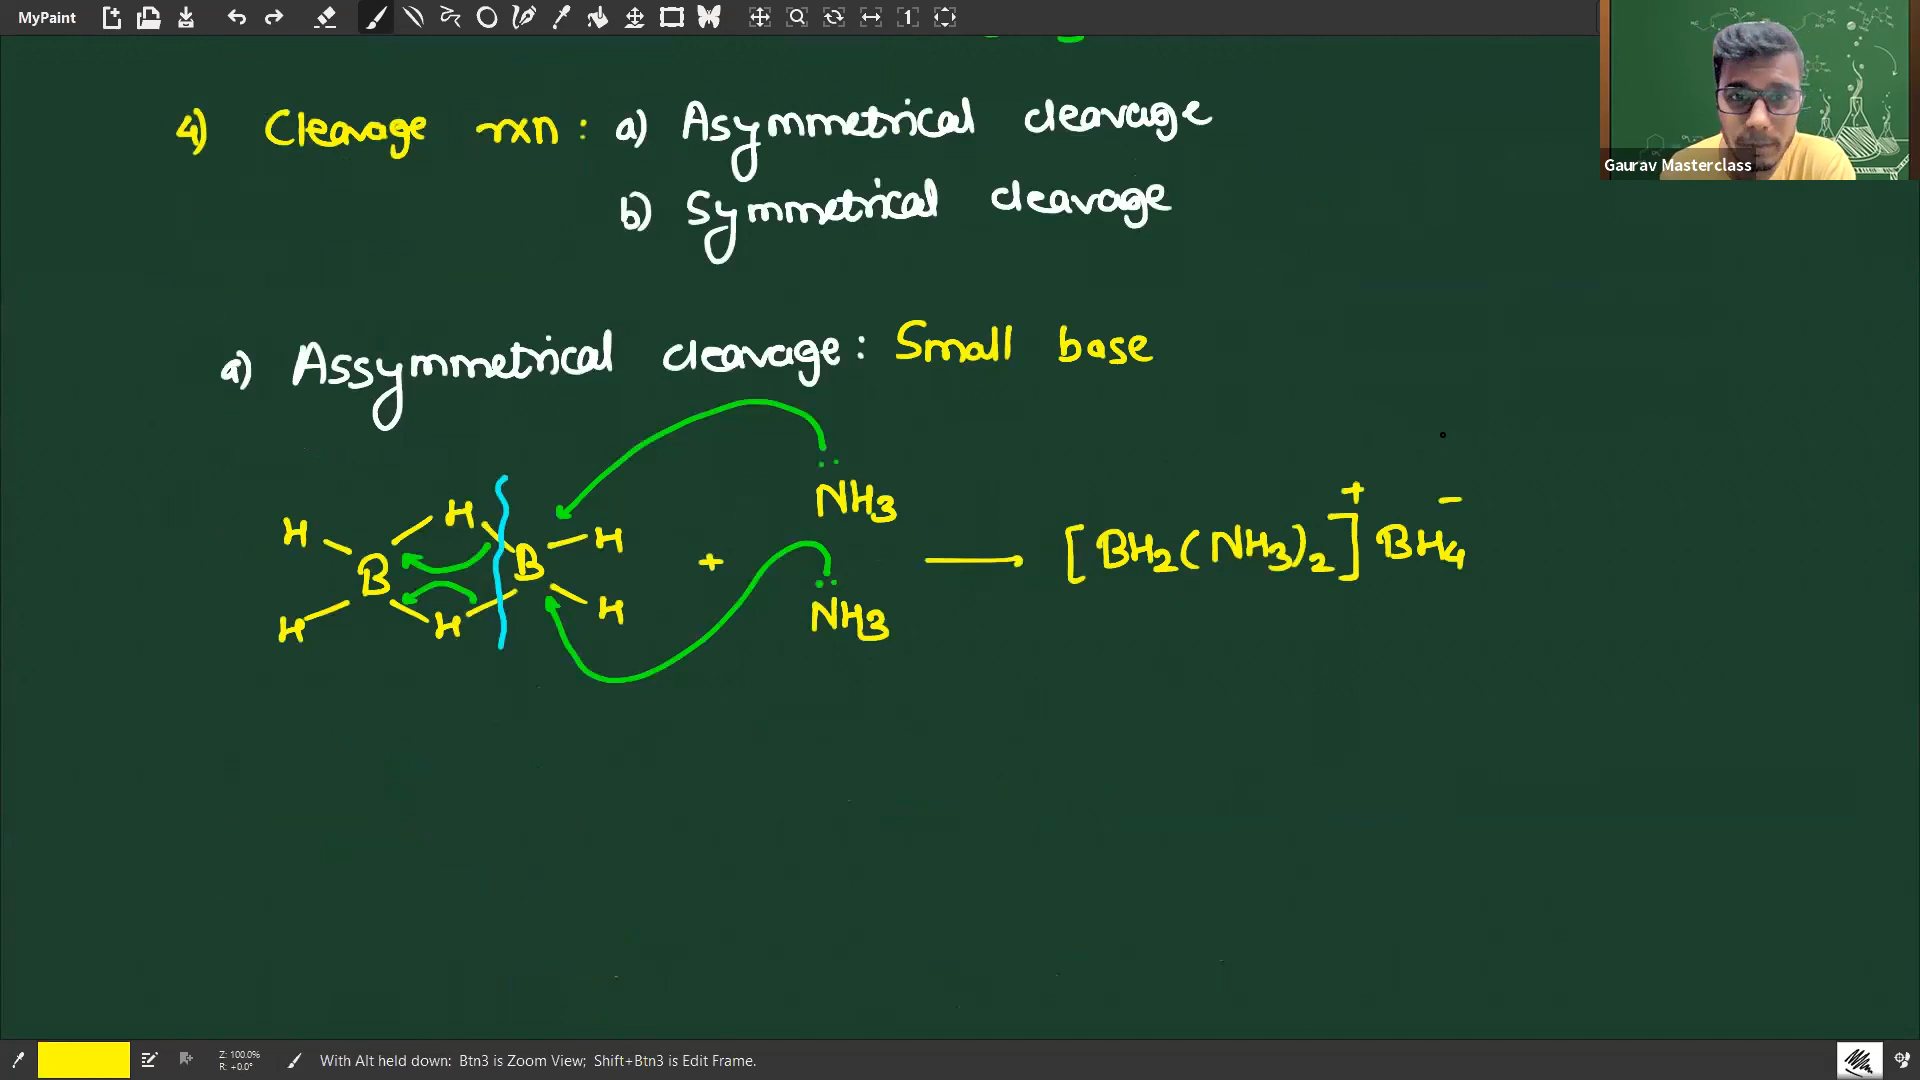 MyPaint
1
Gaurav Masterclass
4) Cleavage rxn : a) Asymmetrical cleavage
b) Symmetrical cleavage
a) Assymmetrical cleavage : Small base
H H B H B H H H + NH3 NH3 → [BH2(NH3)2]+ BH4-
Z: 100.0%
R: +0.0°
With Alt held down: Btn3 is Zoom View; Shift+Btn3 is Edit Frame.